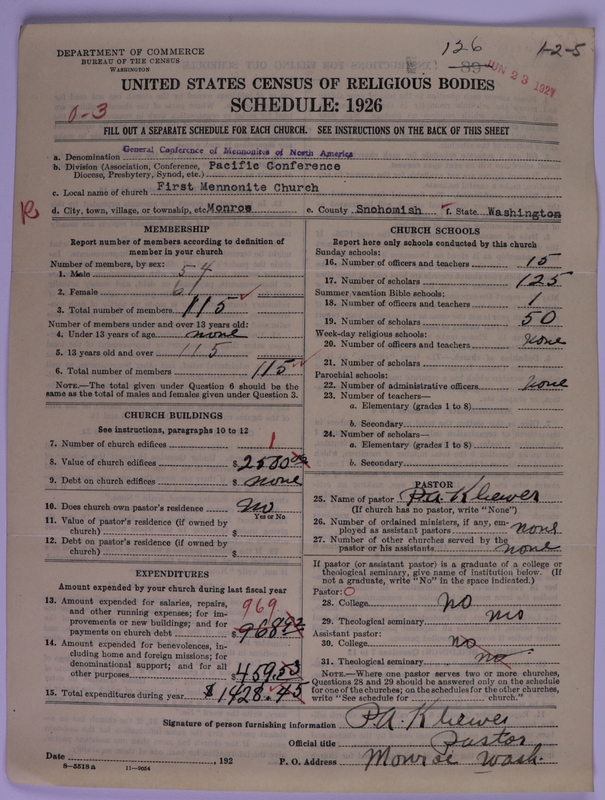 126
1-2-5
DEPARTMENT OF COMMERCE
BUREAU OF THE CENSUS
WASHINGTON
89
JUN 23 1927
UNITED STATES CENSUS OF RELIGIOUS BODIES
SCHEDULE: 1926
0-3
FILL OUT A SEPARATE SCHEDULE FOR EACH CHURCH. SEE INSTRUCTIONS ON THE BACK OF THIS SHEET
a. Denomination General Conference of Mennonites of North America
b. Division (Association, Conference, Diocese, Presbytery, Synod, etc.) Pacific Conference
c. Local name of church First Mennonite Church
d. City, town, village, or township, etc. Monroe e. County Snohomish f. State Washington
R
MEMBERSHIP
Report number of members according to definition of
member in your church
Number of members, by sex:
1. Male 54
2. Female 61
3. Total number of members 115
Number of members under and over 13 years old:
4. Under 13 years of age none
5. 13 years old and over 115
6. Total number of members 115
NOTE.—The total given under Question 6 should be the
same as the total of males and females given under Question 3.
CHURCH BUILDINGS
See instructions, paragraphs 10 to 12
7. Number of church edifices 1
8. Value of church edifices $2500.00
9. Debt on church edifices $ none
10. Does church own pastor's residence? no
Yes or No
11. Value of pastor's residence (if owned by
church) $
12. Debt on pastor's residence (if owned by
church) $
EXPENDITURES
Amount expended by your church during last fiscal year
13. Amount expended for salaries, repairs,
and other running expenses; for im-
provements or new buildings; and for
payments on church debt $968.92
969
14. Amount expended for benevolences, in-
cluding home and foreign missions; for
denominational support; and for all
other purposes $459.53
15. Total expenditures during year $1428.45
CHURCH SCHOOLS
Report here only schools conducted by this church
Sunday schools:
16. Number of officers and teachers 15
17. Number of scholars 125
Summer vacation Bible schools:
18. Number of officers and teachers 1
19. Number of scholars 50
Week-day religious schools:
20. Number of officers and teachers none
21. Number of scholars
Parochial schools:
22. Number of administrative officers none
23. Number of teachers—
a. Elementary (grades 1 to 8)
b. Secondary
24. Number of scholars—
a. Elementary (grades 1 to 8)
b. Secondary
PASTOR
25. Name of pastor P.A. Kliewer
(If church has no pastor, write "None")
26. Number of ordained ministers, if any, em-
ployed as assistant pastors none
27. Number of other churches served by the
pastor or his assistants none
If pastor (or assistant pastor) is a graduate of a college or
theological seminary, give name of institution below. (If
not a graduate, write "No" in the space indicated.)
Pastor: 0
28. College no
29. Theological seminary no
Assistant pastor:
30. College no
31. Theological seminary no
NOTE.—Where one pastor serves two or more churches,
Questions 28 and 29 should be answered only on the schedule
for one of the churches; on the schedules for the other churches,
write "See schedule for ______ church."
Signature of person furnishing information P.A. Kliewer
Official title Pastor
Date ______, 192 P. O. Address Monroe Wash.
8—5518 a 11—9034